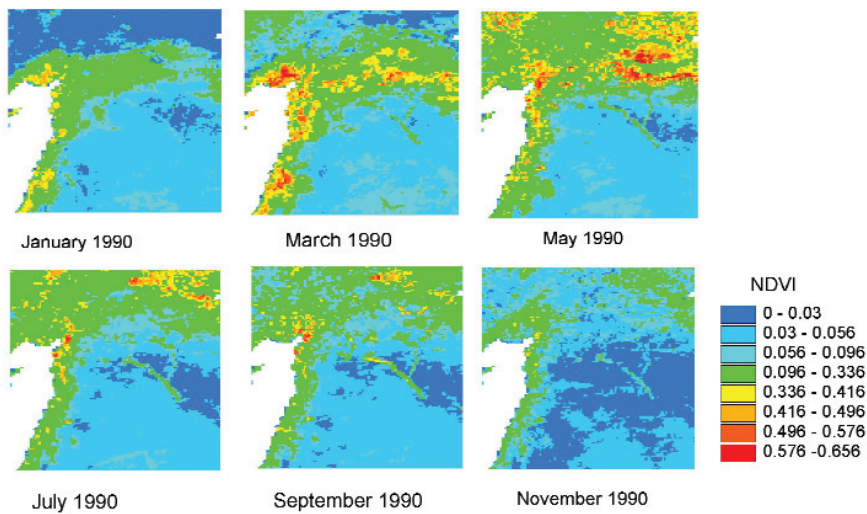 January 1990
March 1990
May 1990
July 1990
September 1990
November 1990
NDVI
0 - 0.03
0.03 - 0.056
0.056 - 0.096
0.096 - 0.336
0.336 - 0.416
0.416 - 0.496
0.496 - 0.576
0.576 -0.656